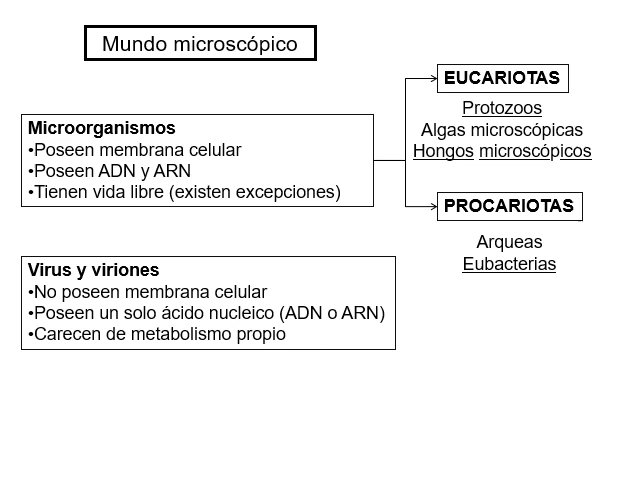 Mundo microscópico
EUCARIOTAS
Protozoos
Algas microscópicas
Hongos microscópicos
Microorganismos
•Poseen membrana celular
•Poseen ADN y ARN
•Tienen vida libre (existen excepciones)
PROCARIOTAS
Arqueas
Eubacterias
Virus y viriones
•No poseen membrana celular
•Poseen un solo ácido nucleico (ADN o ARN)
•Carecen de metabolismo propio